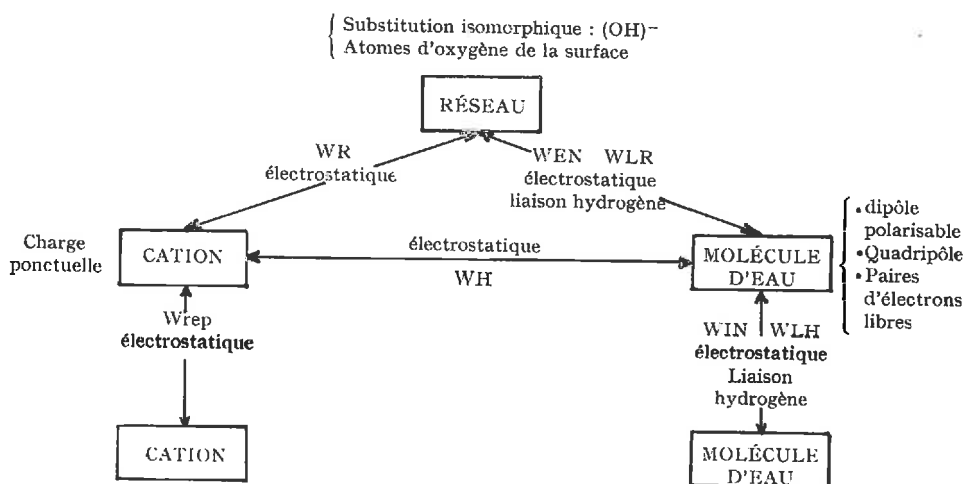 Substitution isomorphique : (OH)−
Atomes d'oxygène de la surface
RÉSEAU
WR
électrostatique
WEN WLR
électrostatique
liaison hydrogène
Charge
ponctuelle
CATION
électrostatique
WH
MOLÉCULE
D'EAU
• dipôle
polarisable
• Quadripôle
• Paires
d'électrons
libres
Wrep
électrostatique
WIN WLH
électrostatique
Liaison
hydrogène
CATION
MOLÉCULE
D'EAU